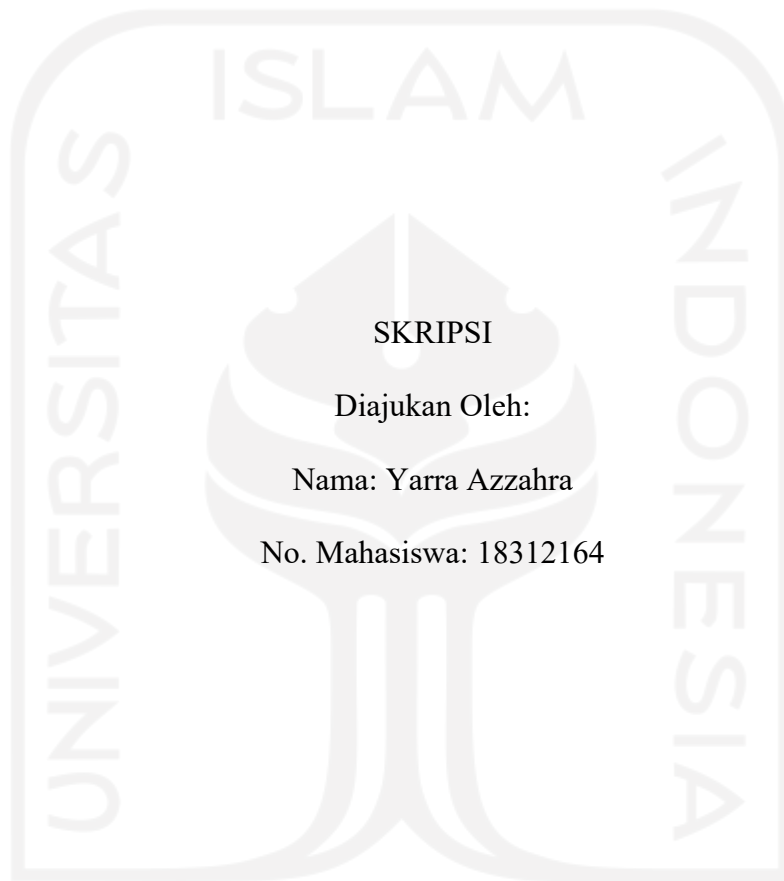 UNIVERSITAS
ISLAM
INDONESIA
SKRIPSI
Diajukan Oleh:
Nama: Yarra Azzahra
No. Mahasiswa: 18312164